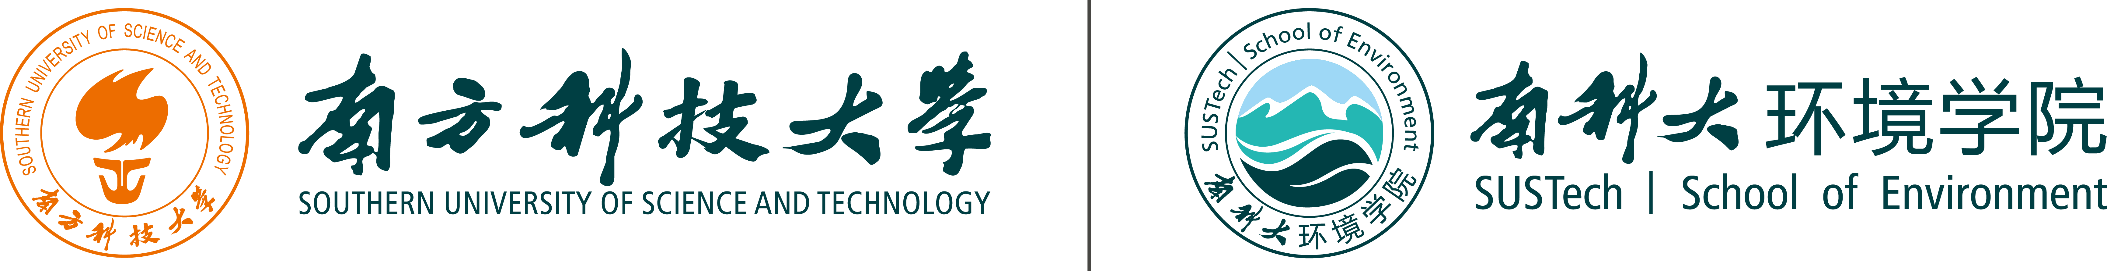 SOUTHERN UNIVERSITY OF SCIENCE AND TECHNOLOGY
南方科技大学
南方科技大学
SOUTHERN UNIVERSITY OF SCIENCE AND TECHNOLOGY
SUSTech | School of Environment
南科大环境学院
南科大环境学院
SUSTech | School of Environment